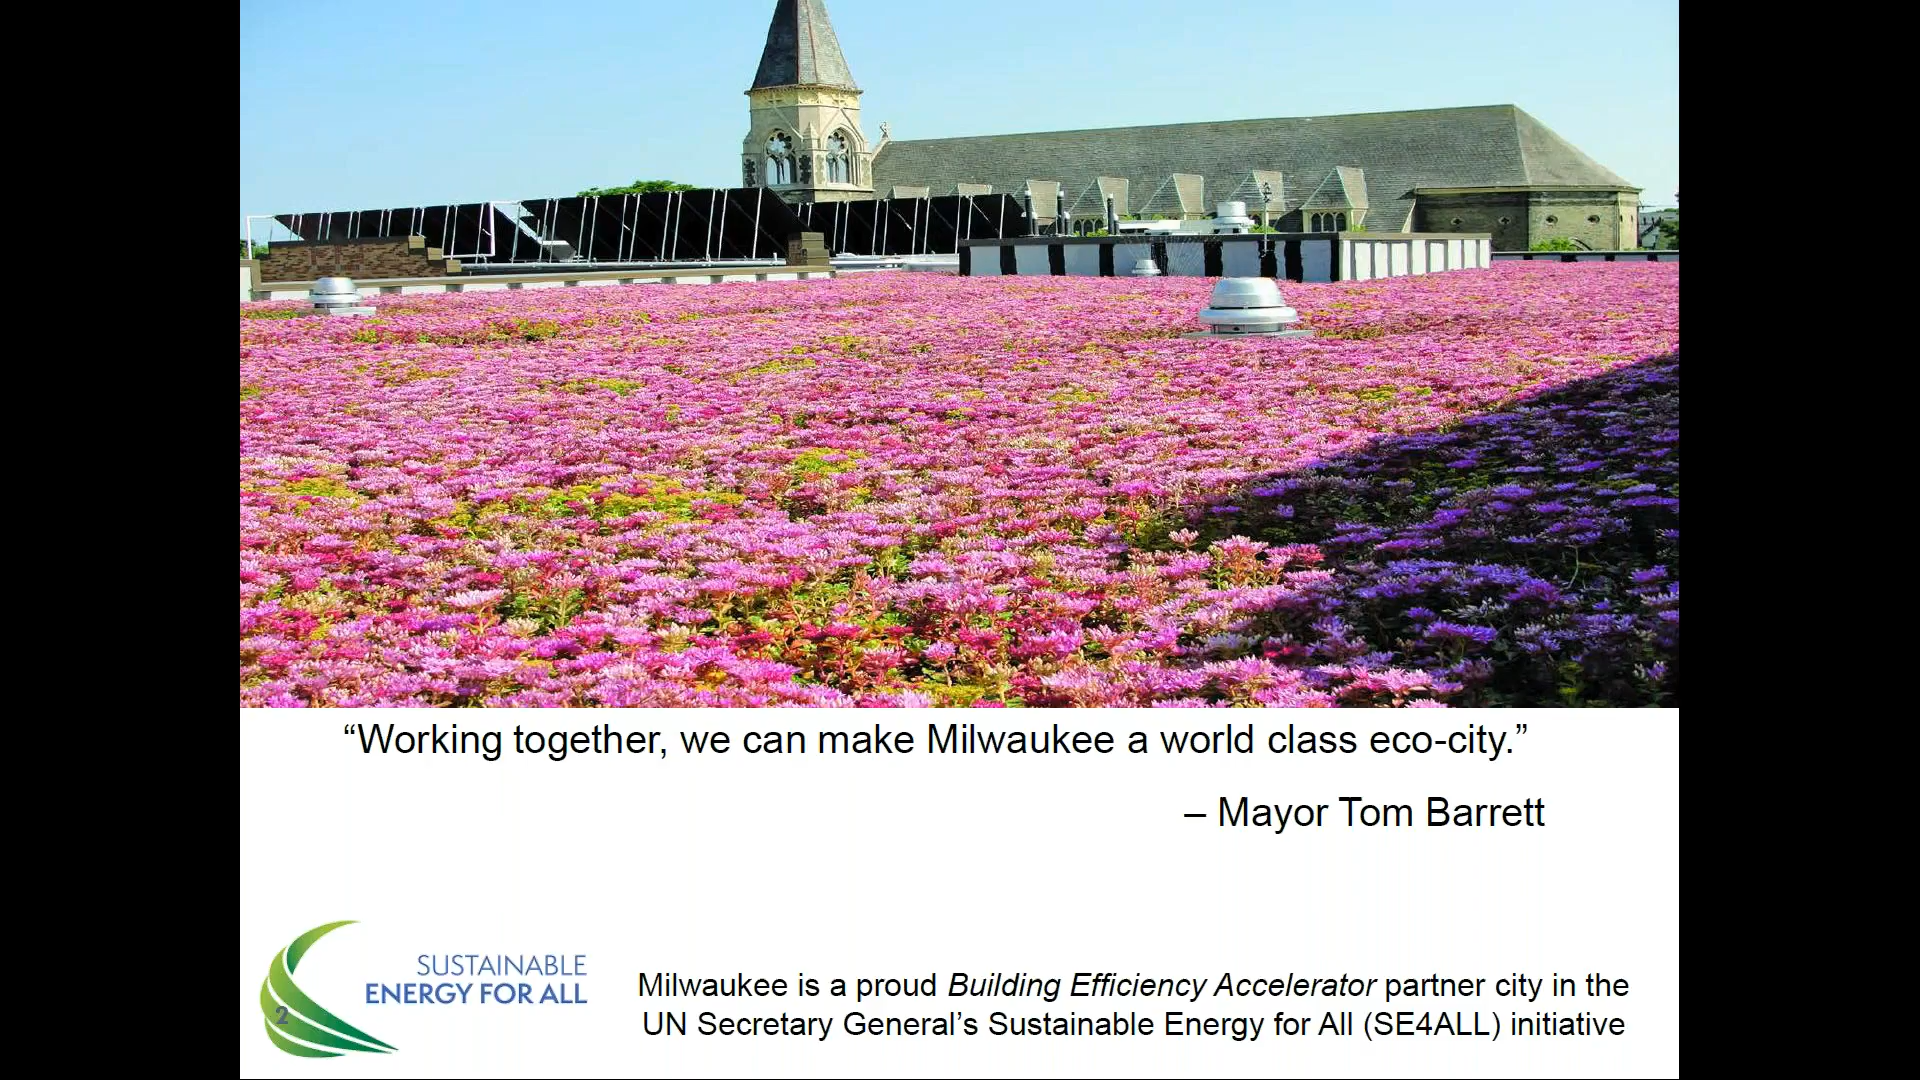 “Working together, we can make Milwaukee a world class eco-city.”
– Mayor Tom Barrett
SUSTAINABLE
ENERGY FOR ALL
2
Milwaukee is a proud Building Efficiency Accelerator partner city in the
UN Secretary General’s Sustainable Energy for All (SE4ALL) initiative